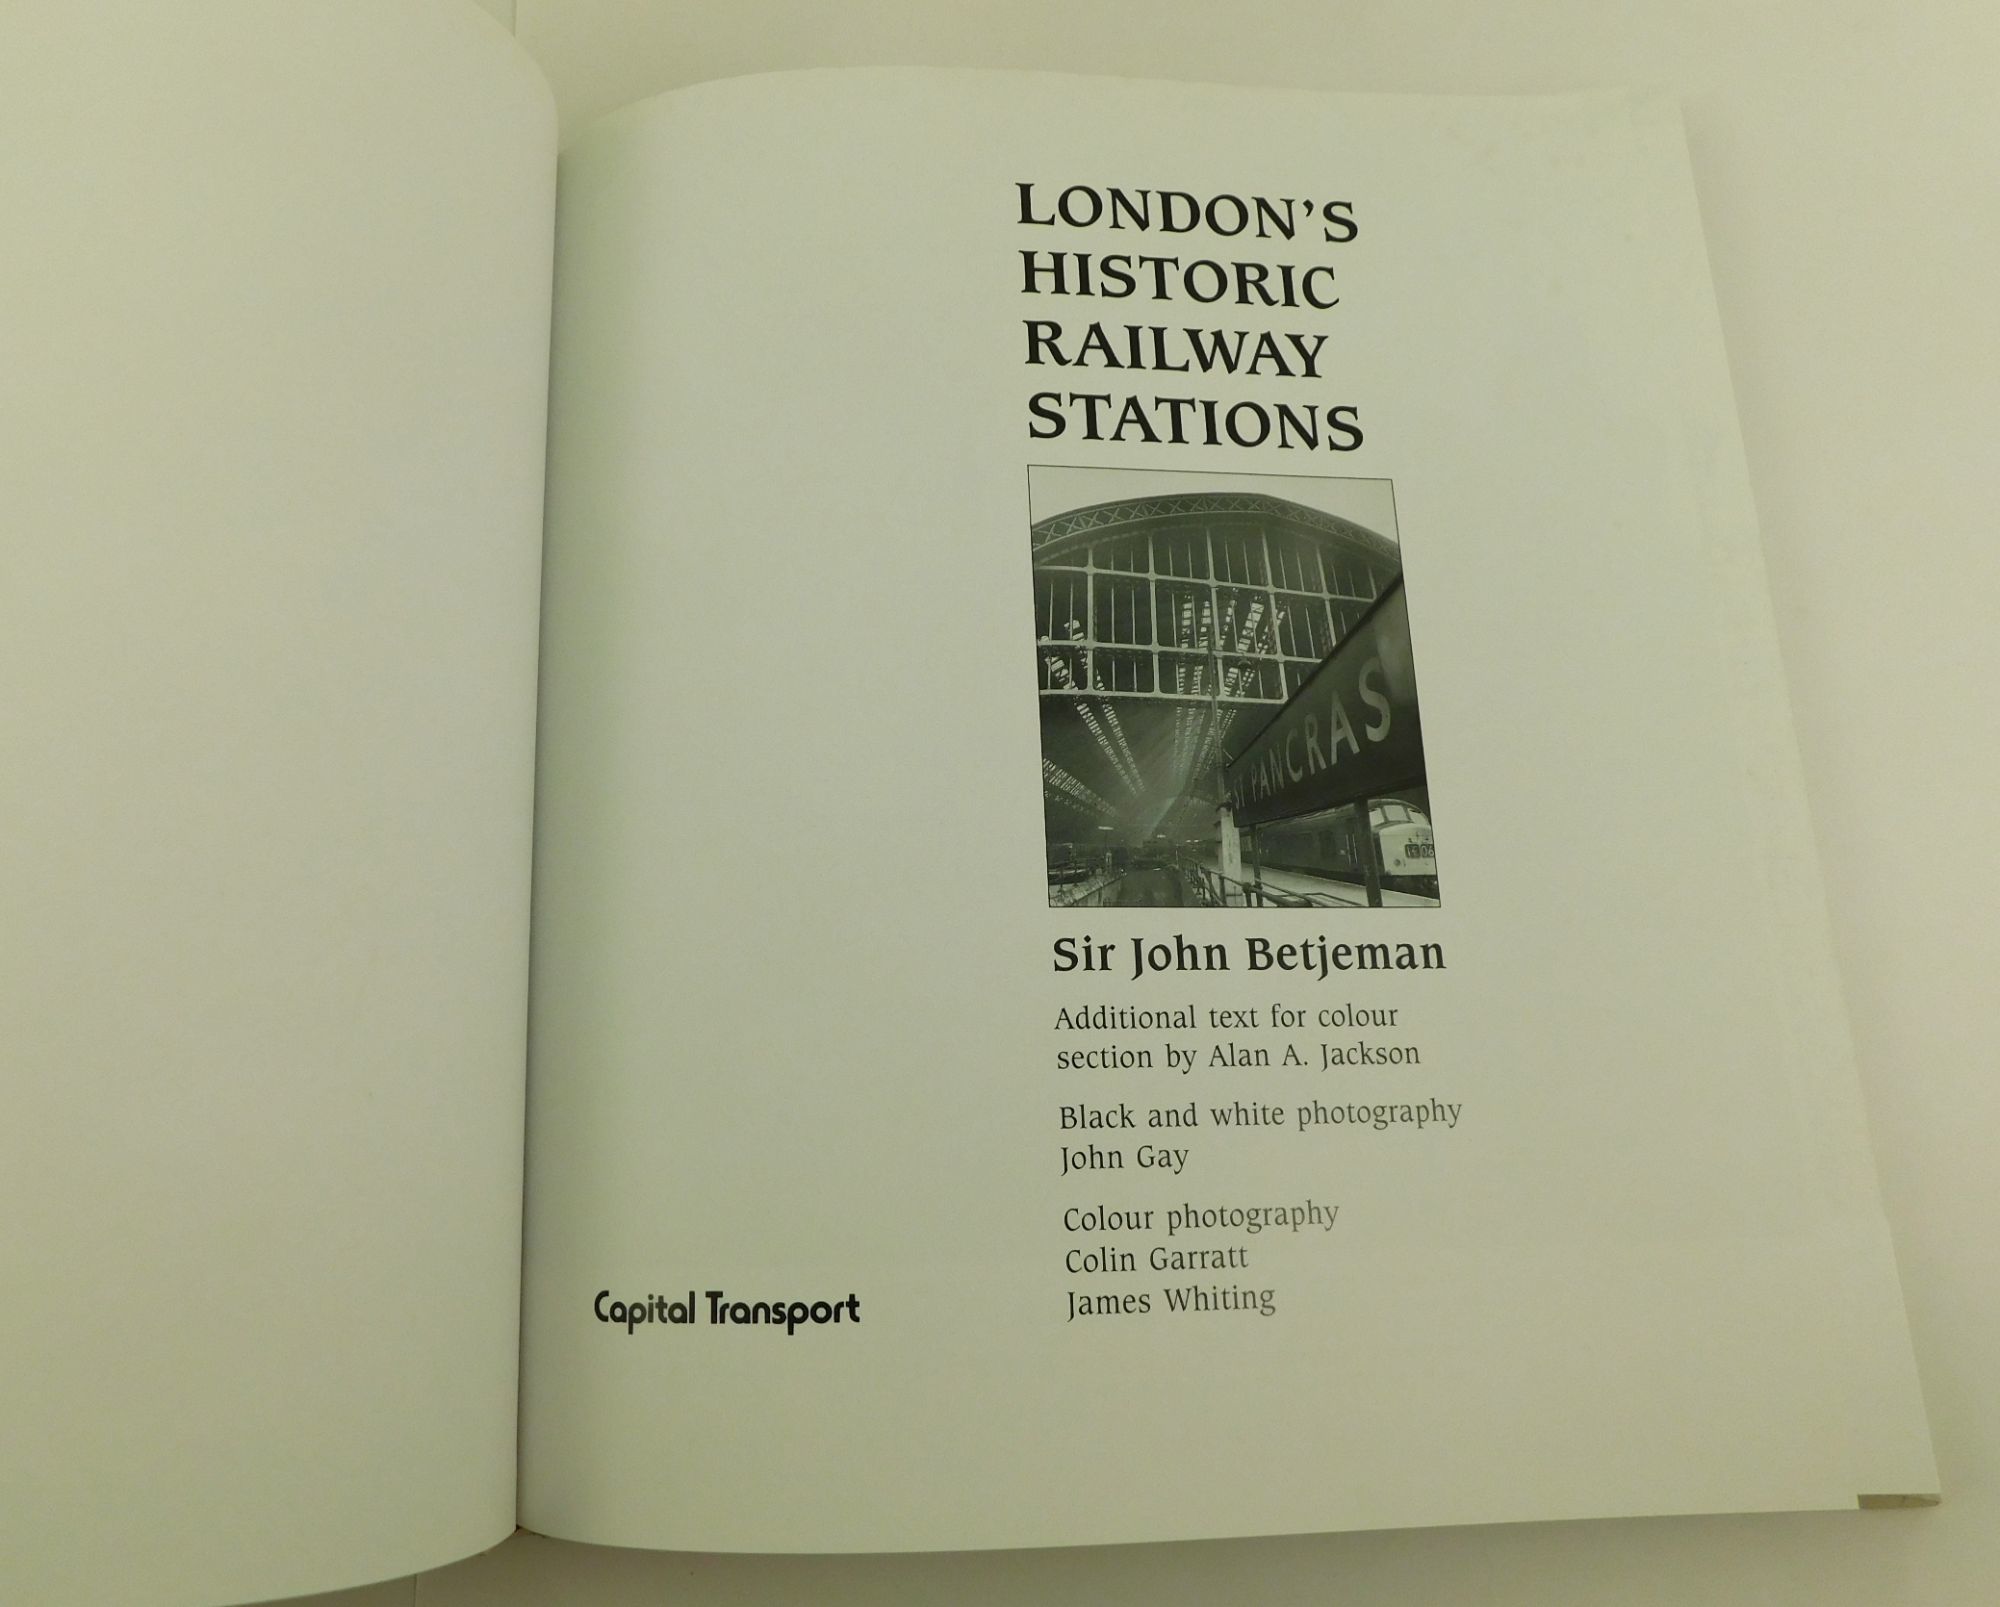 LONDON'S
HISTORIC
RAILWAY
STATIONS
ST PANCRAS
Sir John Betjeman
Additional text for colour
section by Alan A. Jackson
Black and white photography
John Gay
Colour photography
Colin Garratt
James Whiting
Capital Transport